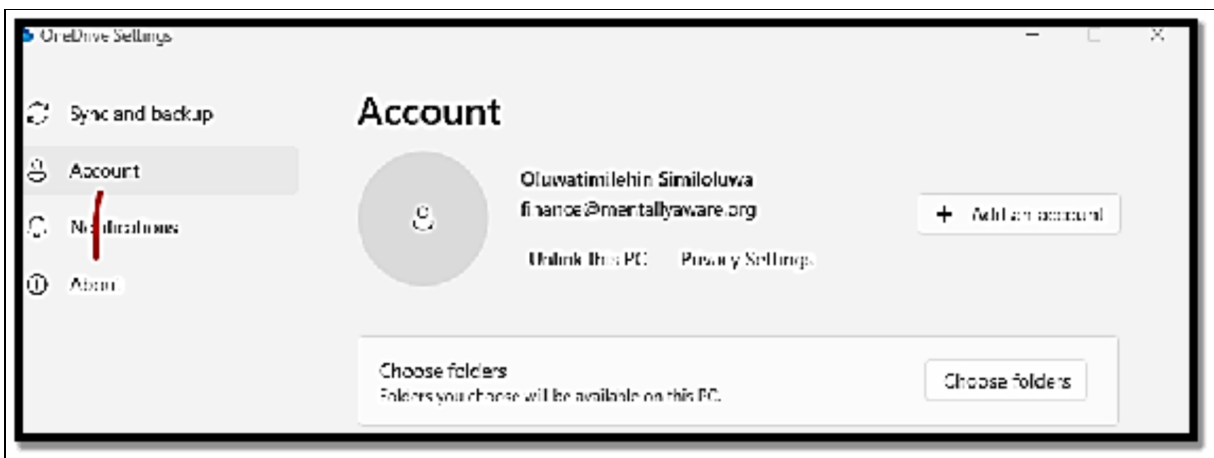 OneDrive Settings
Sync and backup
Account
Notifications
About
Account
Oluwatimilehin Similoluwa
finance@mentallyaware.org
Unlink this PC Privacy Settings
+ Add an account
Choose folders
Folders you choose will be available on this PC.
Choose folders